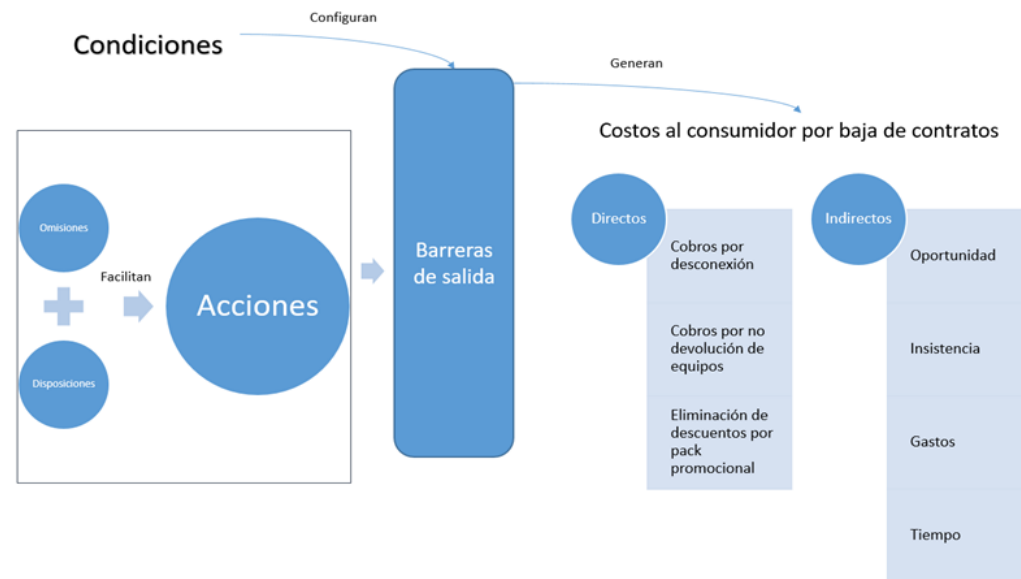 Configuran
Condiciones
Generan
Costos al consumidor por baja de contratos
Omisiones
Facilitan
Disposiciones
Acciones
Barreras
de salida
Directos
Cobros por
desconexión
Cobros por no
devolución de
equipos
Eliminación de
descuentos por
pack
promocional
Indirectos
Oportunidad
Insistencia
Gastos
Tiempo